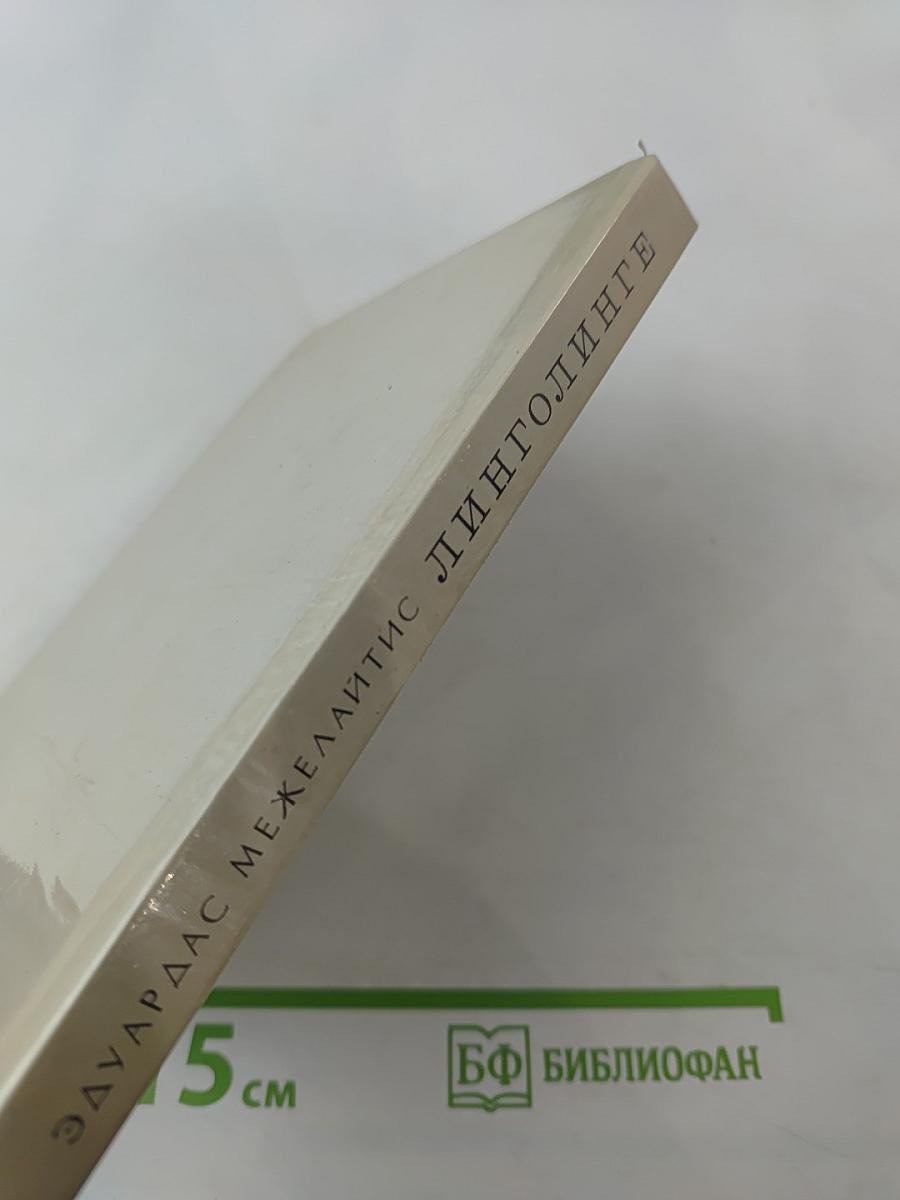 ЭДУАРДАС МЕЖЕЛАЙТИС ЛИНГОЛИНГЕ
15 см
БФ БИБЛИОФАН